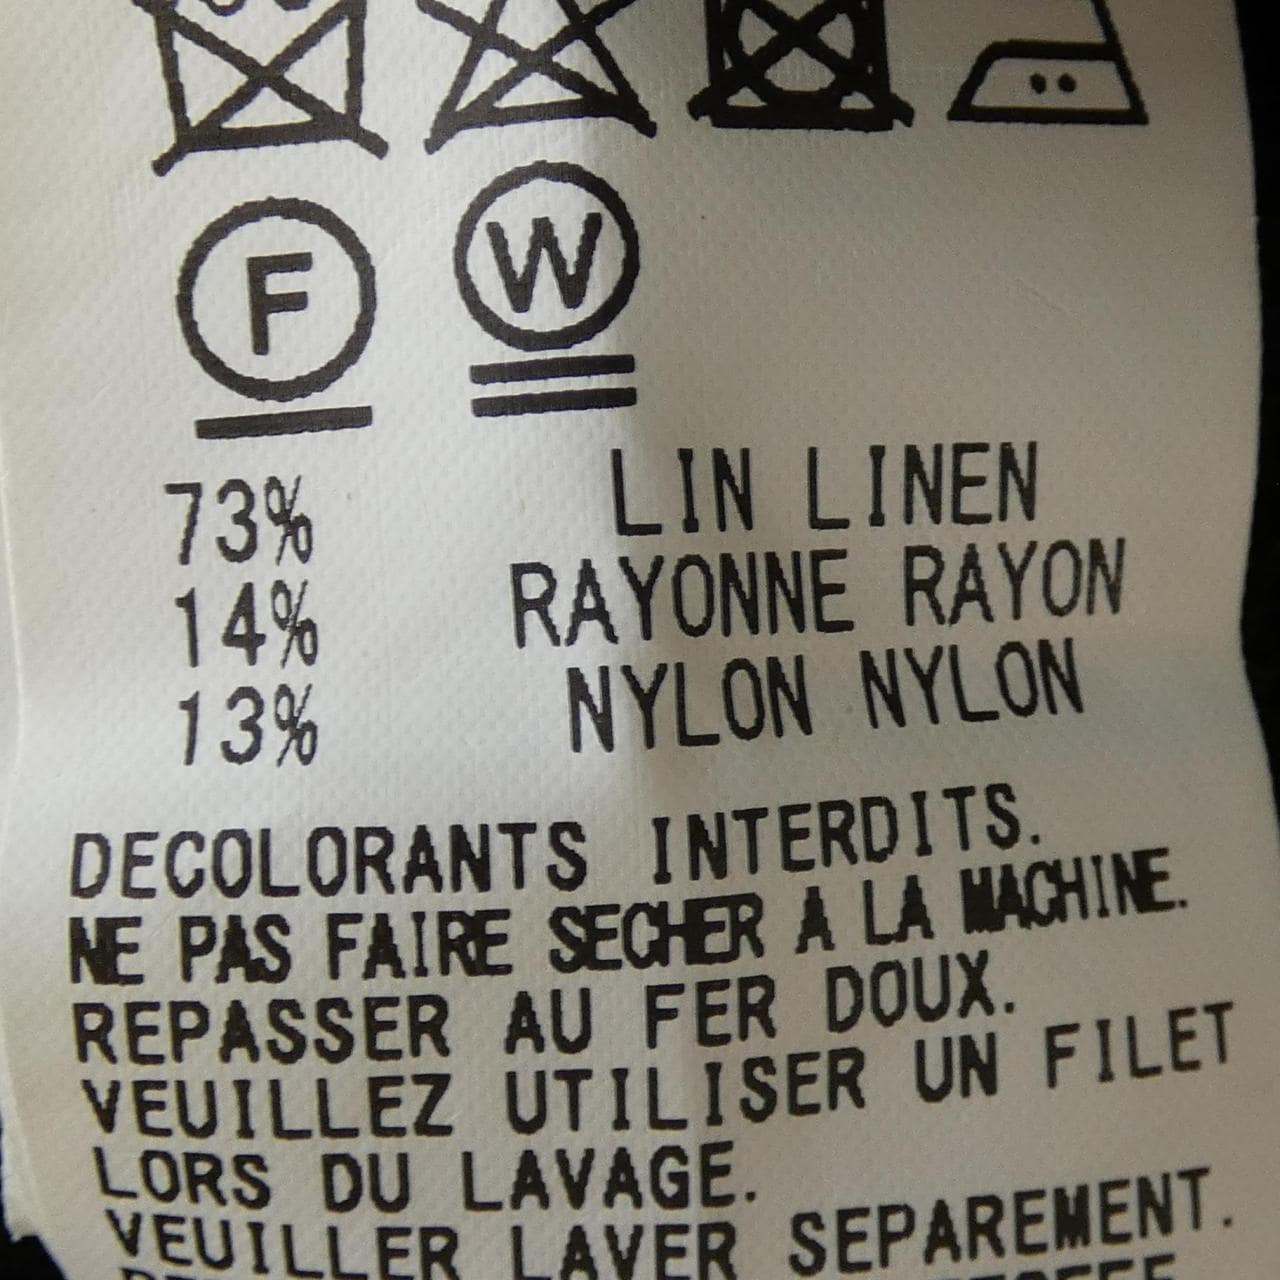 F W
73% LIN LINEN
14% RAYONNE RAYON
13% NYLON NYLON
DECOLORANTS INTERDITS.
NE PAS FAIRE SECHER A LA MACHINE.
REPASSER AU FER DOUX.
VEUILLEZ UTILISER UN FILET
LORS DU LAVAGE.
VEUILLER LAVER SEPAREMENT.